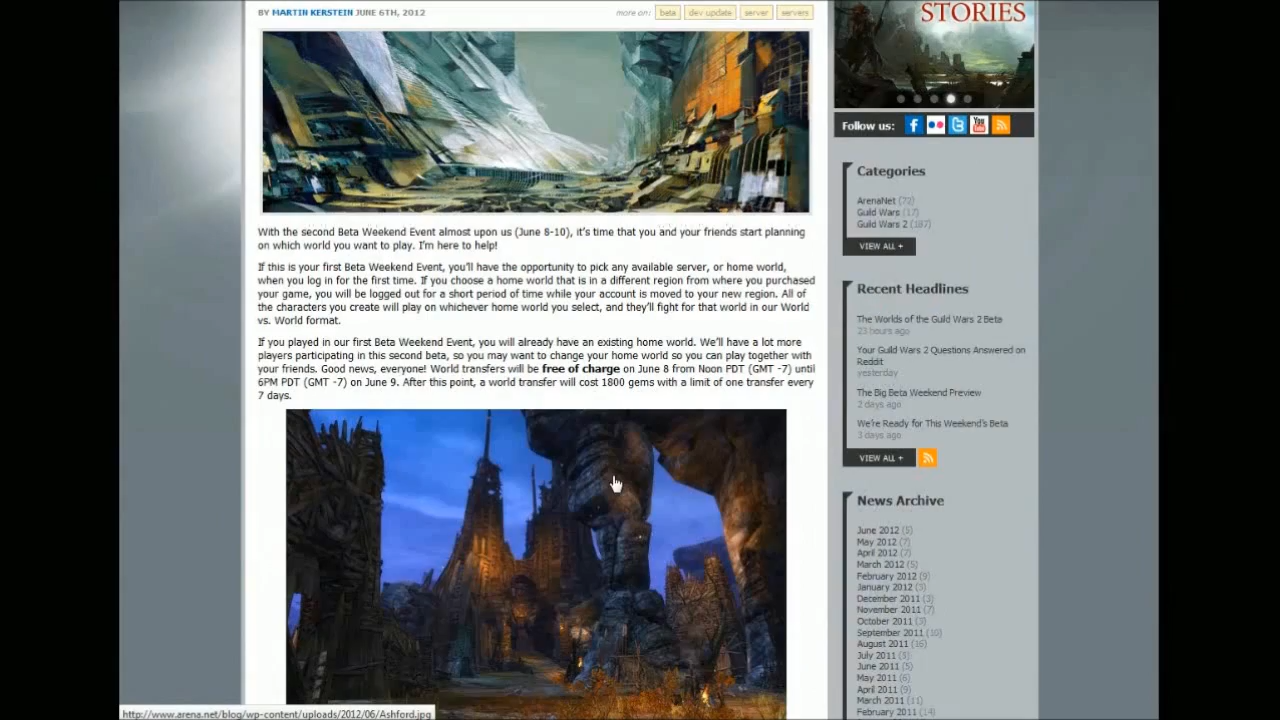 BY MARTIN KERSTEIN JUNE 6TH, 2012
more on: beta dev update server servers
With the second Beta Weekend Event almost upon us (June 8-10), it's time that you and your friends start planning
on which world you want to play. I'm here to help!
If this is your first Beta Weekend Event, you'll have the opportunity to pick any available server, or home world,
when you log in for the first time. If you choose a home world that is in a different region from where you purchased
your game, you will be logged out for a short period of time while your account is moved to your new region. All of
the characters you create will play on whichever home world you select, and they'll fight for that world in our World
vs. World format.
If you played in our first Beta Weekend Event, you will already have an existing home world. We'll have a lot more
players participating in this second beta, so you may want to change your home world so you can play together with
your friends. Good news, everyone! World transfers will be free of charge on June 8 from Noon PDT (GMT -7) until
6PM PDT (GMT -7) on June 9. After this point, a world transfer will cost 1800 gems with a limit of one transfer every
7 days.
http://www.arena.net/blog/wp-content/uploads/2012/06/Ashford.jpg
STORIES
Follow us:
You
Tube
Categories
ArenaNet (72)
Guild Wars (17)
Guild Wars 2 (187)
VIEW ALL +
Recent Headlines
The Worlds of the Guild Wars 2 Beta
23 hours ago
Your Guild Wars 2 Questions Answered on
Reddit
yesterday
The Big Beta Weekend Preview
2 days ago
We're Ready for This Weekend's Beta
3 days ago
VIEW ALL +
News Archive
June 2012 (5)
May 2012 (7)
April 2012 (7)
March 2012 (5)
February 2012 (9)
January 2012 (3)
December 2011 (3)
November 2011 (7)
October 2011 (3)
September 2011 (10)
August 2011 (16)
July 2011 (5)
June 2011 (5)
May 2011 (6)
April 2011 (9)
March 2011 (11)
February 2011 (14)